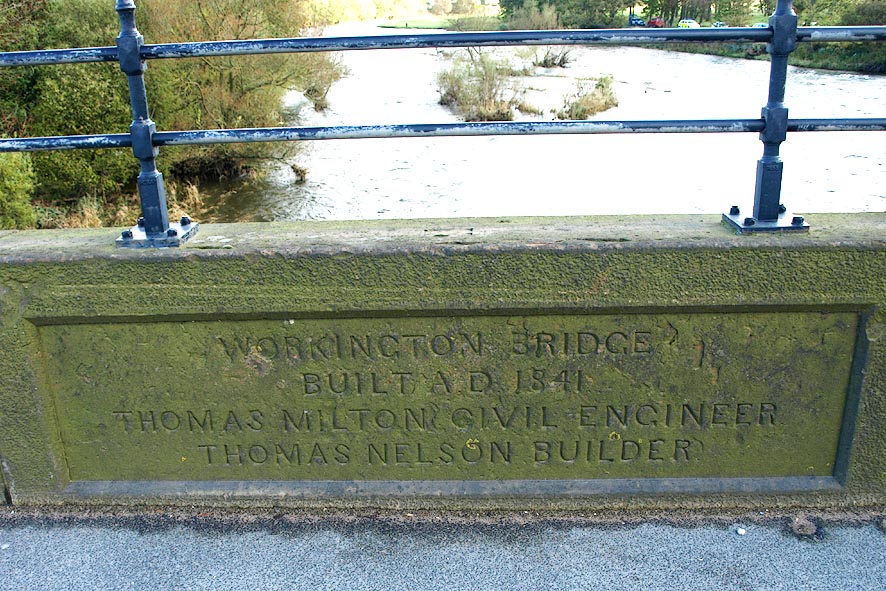 WORKINGTON BRIDGE
BUILT A.D. 1841
THOMAS MILTON CIVIL ENGINEER
THOMAS NELSON BUILDER